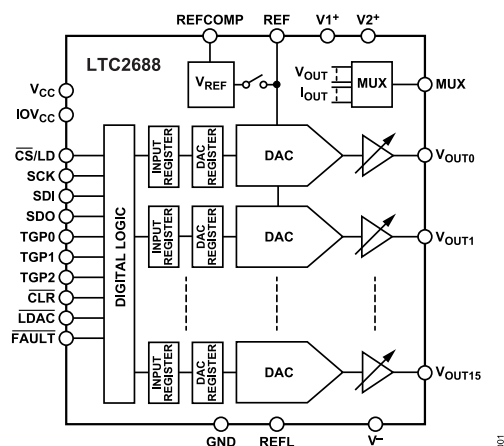 REFCOMP REF V1+ V2+
LTC2688
VREF
VOUT
IOUT
MUX
MUX
VCC
IOVCC
CS/LD
SCK
SDI
SDO
TGP0
TGP1
TGP2
CLR
LDAC
FAULT
DIGITAL LOGIC
INPUT REGISTER
DAC REGISTER
DAC
VOUT0
INPUT REGISTER
DAC REGISTER
DAC
VOUT1
INPUT REGISTER
DAC REGISTER
DAC
VOUT15
GND REFL V–
001